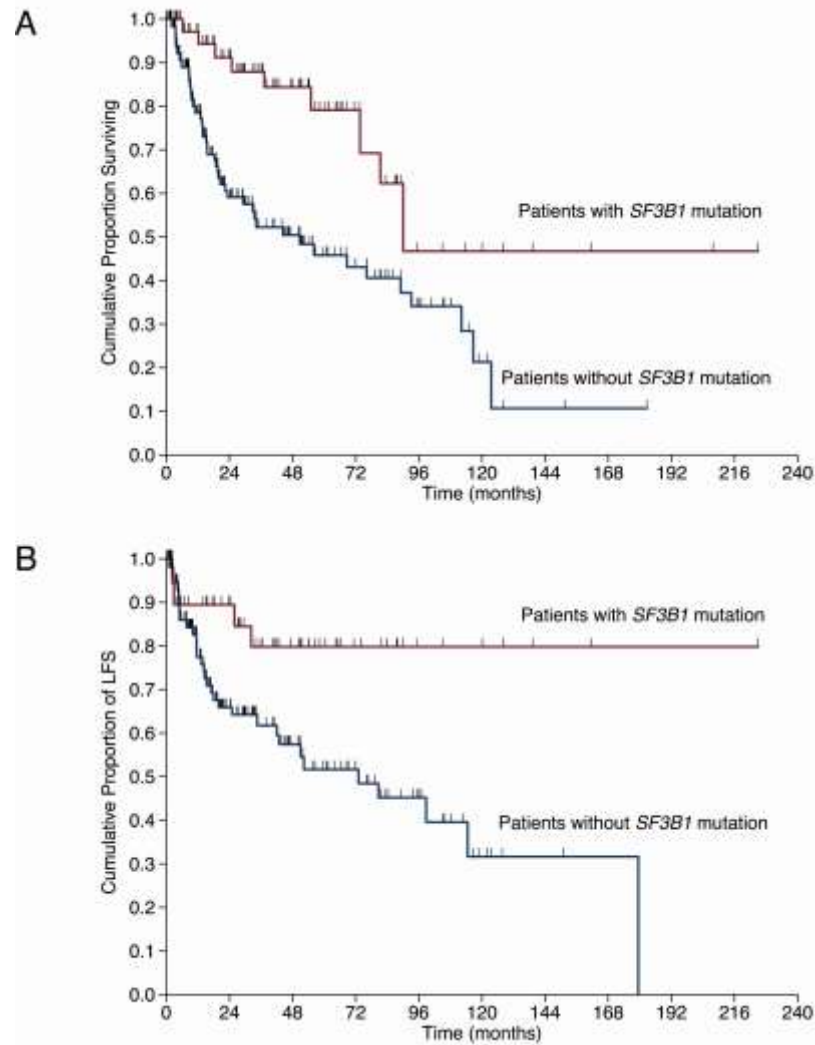 A
Cumulative Proportion Surviving
1.0
0.9
0.8
0.7
0.6
0.5
0.4
0.3
0.2
0.1
0.0
Patients with SF3B1 mutation
Patients without SF3B1 mutation
0 24 48 72 96 120 144 168 192 216 240
Time (months)
B
Cumulative Proportion of LFS
1.0
0.9
0.8
0.7
0.6
0.5
0.4
0.3
0.2
0.1
0.0
Patients with SF3B1 mutation
Patients without SF3B1 mutation
0 24 48 72 96 120 144 168 192 216 240
Time (months)